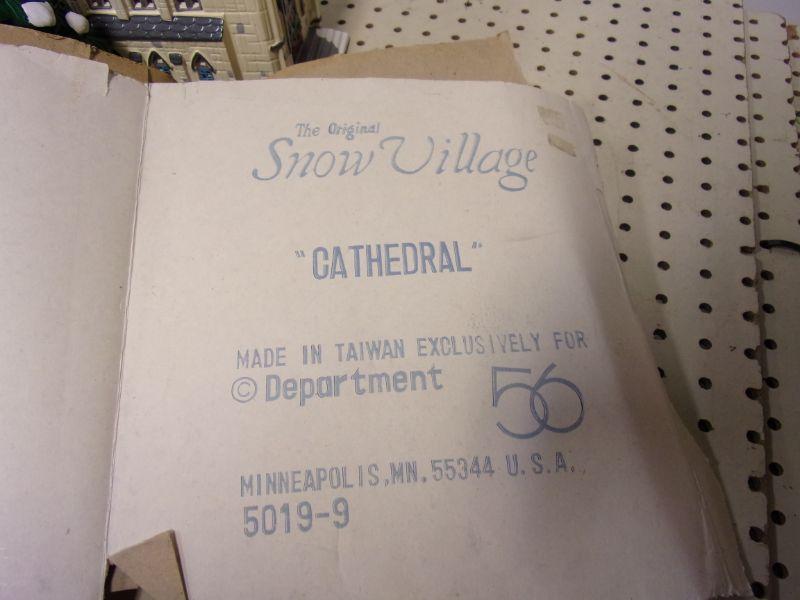 The Original
Snow Village
"CATHEDRAL"
MADE IN TAIWAN EXCLUSIVELY FOR
© Department 56
MINNEAPOLIS, MN. 55344 U.S.A.
5019-9